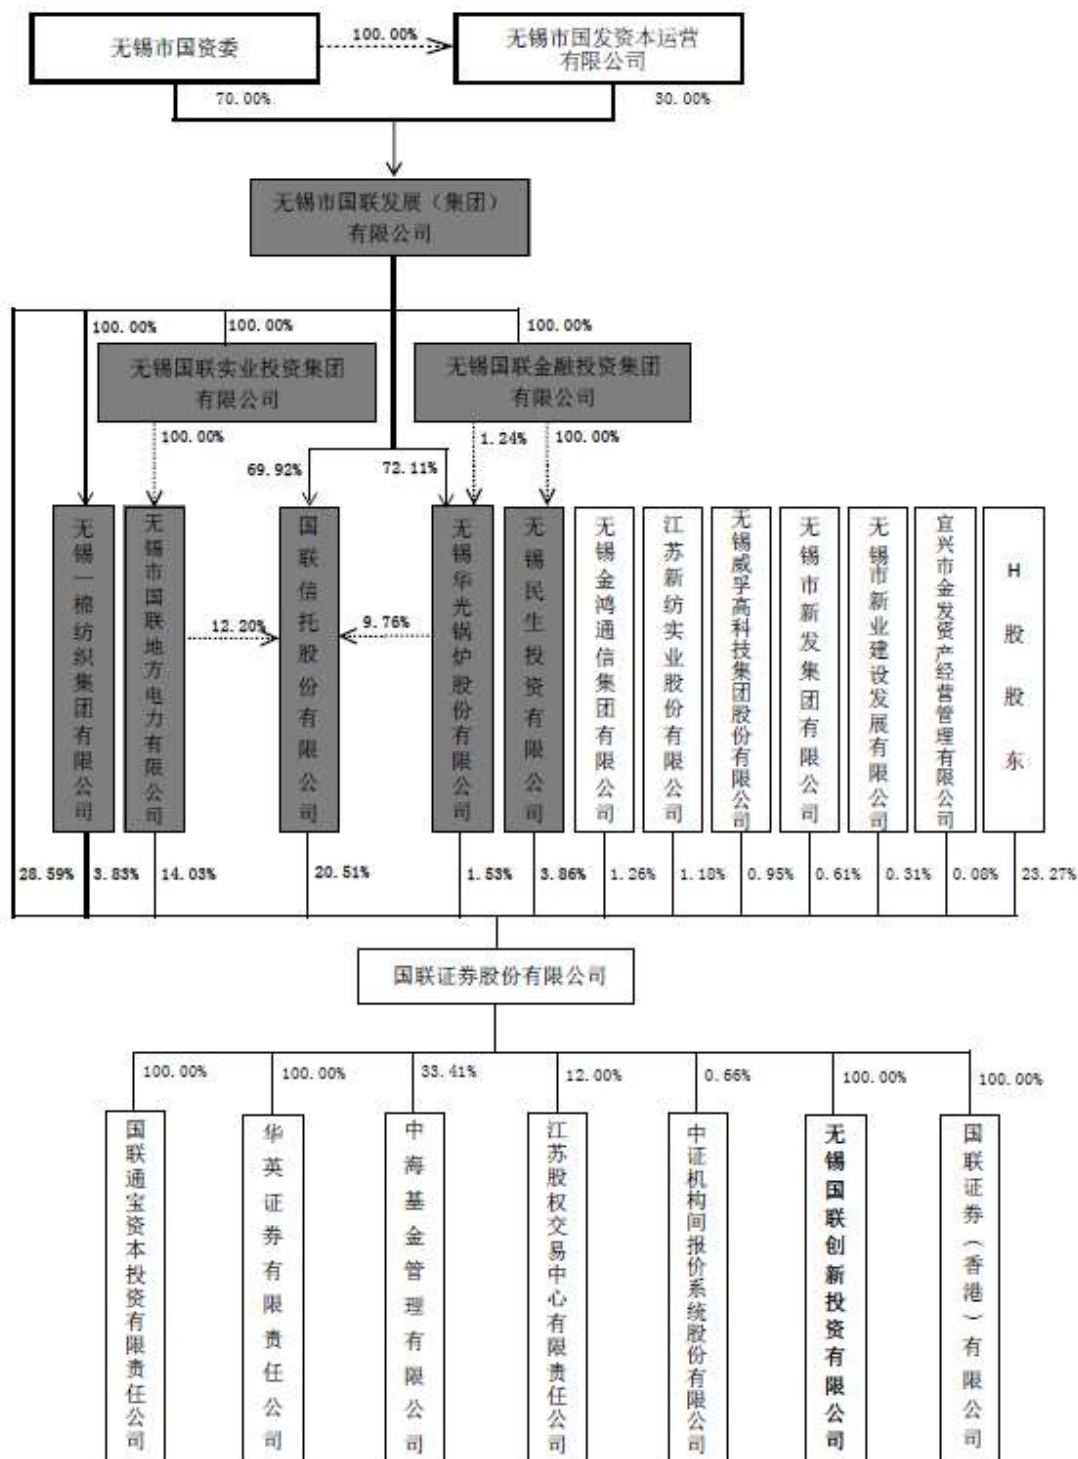 无锡市国资委
100.00%
无锡市国发资本运营
有限公司
70.00%
30.00%
无锡市国联发展（集团）
有限公司
100.00%
100.00%
100.00%
无锡国联实业投资集团
有限公司
无锡国联金融投资集团
有限公司
100.00%
1.24%
100.00%
69.92%
72.11%
无锡一棉纺织集团有限公司
无锡市国联地方电力有限公司
12.20%
国联信托股份有限公司
9.76%
无锡华光锅炉股份有限公司
无锡民生投资有限公司
无锡金鸿通信集团有限公司
江苏新纺实业股份有限公司
无锡威孚高科技集团股份有限公司
无锡市新发集团有限公司
无锡市新业建设发展有限公司
宜兴市金发资产经营管理有限公司
H股股东
28.59%
3.83%
14.03%
20.51%
1.53%
3.86%
1.26%
1.18%
0.95%
0.61%
0.31%
0.08%
23.27%
国联证券股份有限公司
100.00%
100.00%
33.41%
12.00%
0.66%
100.00%
100.00%
国联通宝资本投资有限责任公司
华英证券有限责任公司
中海基金管理有限公司
江苏股权交易中心有限责任公司
中证机构间报价系统股份有限公司
无锡国联创新投资有限公司
国联证券（香港）有限公司